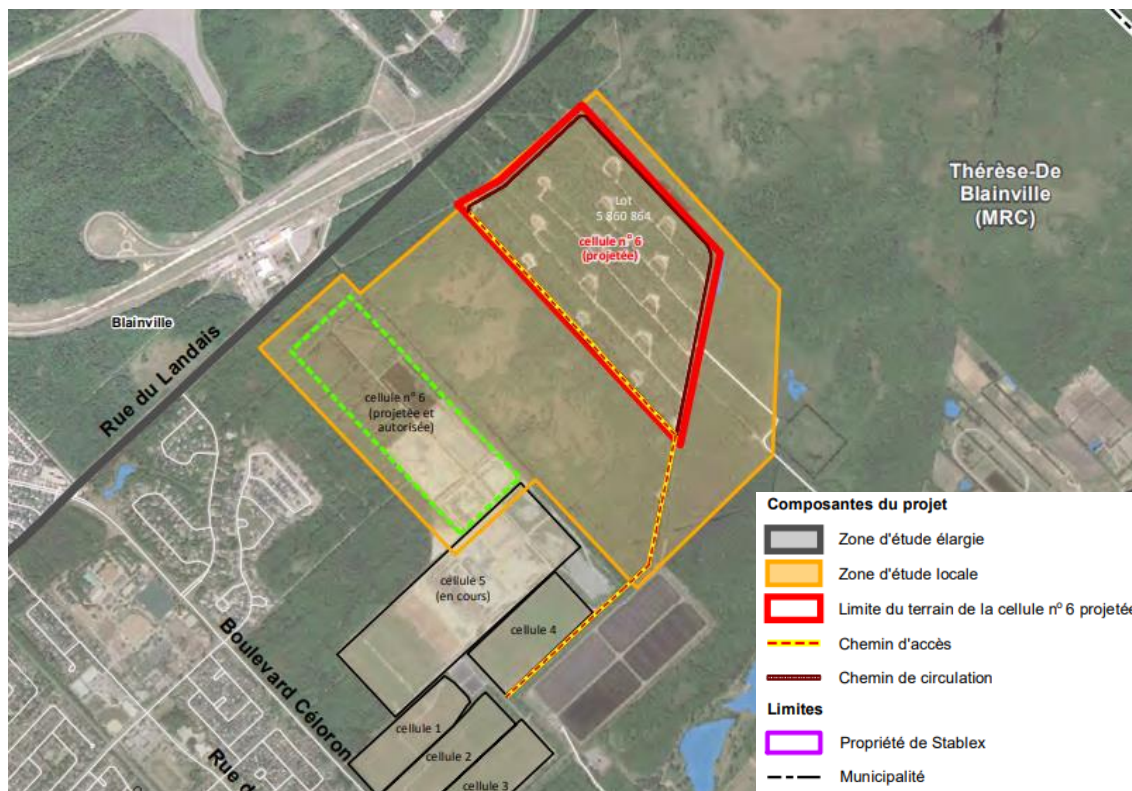 Thérèse-De
Blainville
(MRC)
Lot
5 860 864
cellule n° 6
(projetée)
Blainville
Rue du Landais
cellule n° 6
(projetée et
autorisée)
cellule 5
(en cours)
cellule 4
Boulevard Céloron
cellule 1
cellule 2
cellule 3
Rue d
Composantes du projet
Zone d'étude élargie
Zone d'étude locale
Limite du terrain de la cellule n° 6 projetée
Chemin d'accès
Chemin de circulation
Limites
Propriété de Stablex
Municipalité